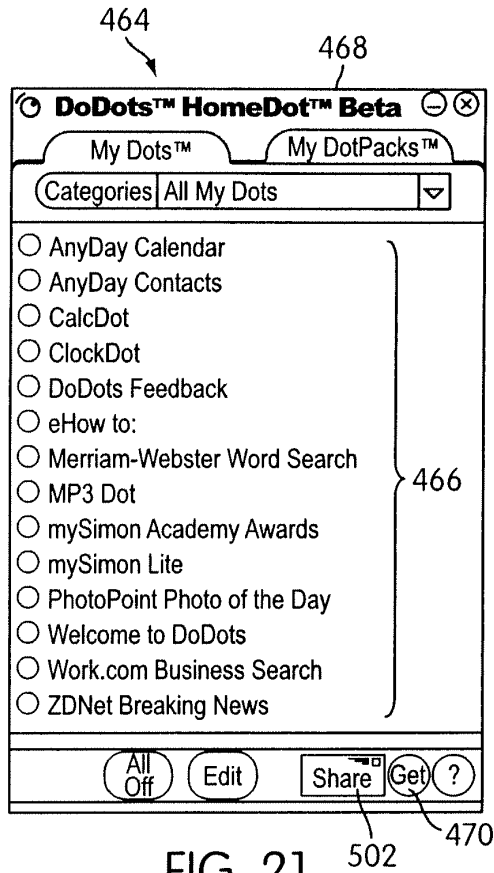 464
468
DoDots™ HomeDot™ Beta
My Dots™ My DotPacks™
Categories All My Dots
AnyDay Calendar
AnyDay Contacts
CalcDot
ClockDot
DoDots Feedback
eHow to:
Merriam-Webster Word Search
466
MP3 Dot
mySimon Academy Awards
mySimon Lite
PhotoPoint Photo of the Day
Welcome to DoDots
Work.com Business Search
ZDNet Breaking News
All Off Edit Share Get ?
470
502
FIG. 21